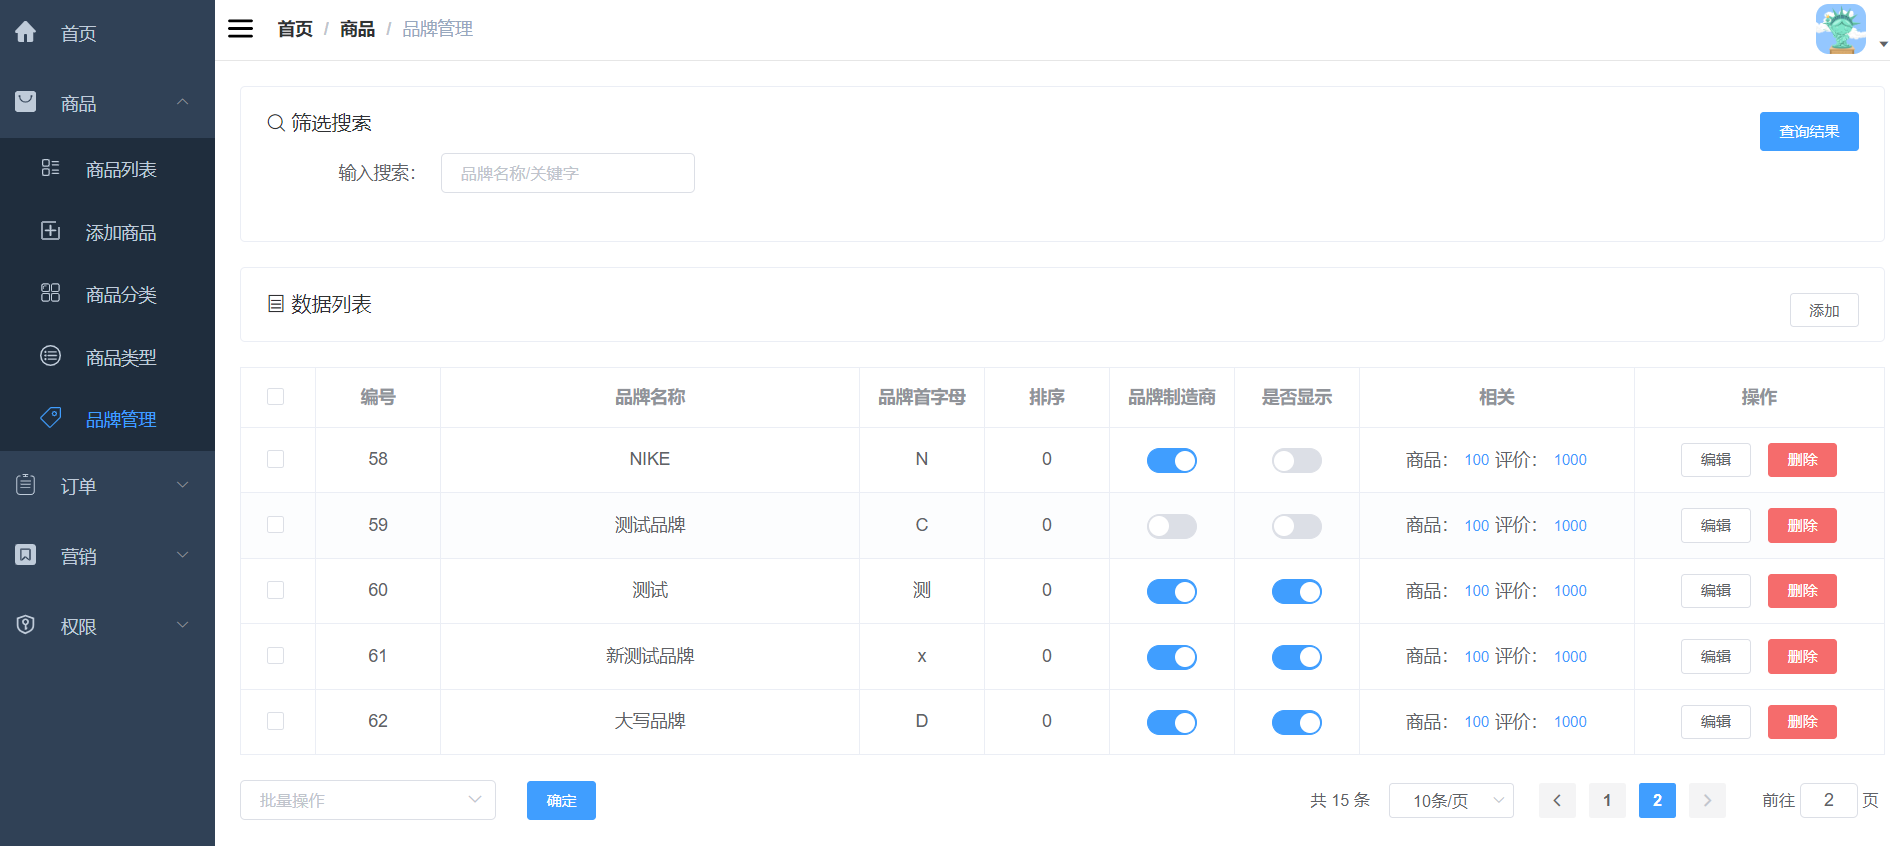 首页
商品
商品列表
添加商品
商品分类
商品类型
品牌管理
订单
营销
权限
首页 / 商品 / 品牌管理
筛选搜索
查询结果
输入搜索： 品牌名称/关键字
数据列表
添加
编号 品牌名称 品牌首字母 排序 品牌制造商 是否显示 相关 操作
58 NIKE N 0 商品： 100 评价： 1000 编辑 删除
59 测试品牌 C 0 商品： 100 评价： 1000 编辑 删除
60 测试 测 0 商品： 100 评价： 1000 编辑 删除
61 新测试品牌 x 0 商品： 100 评价： 1000 编辑 删除
62 大写品牌 D 0 商品： 100 评价： 1000 编辑 删除
批量操作 确定 共 15 条 10条/页 1 2 前往 2 页